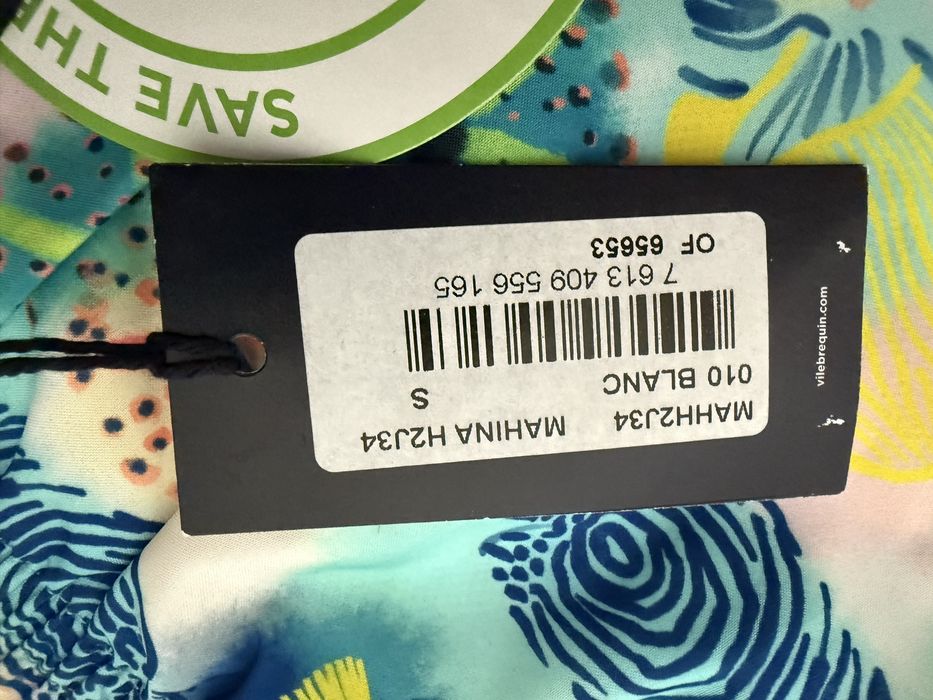 SAVE THE
MAHH2J34 MAHINA H2J34
010 BLANC S
7 613 409 556 165
OF 65653
vilebrequin.com